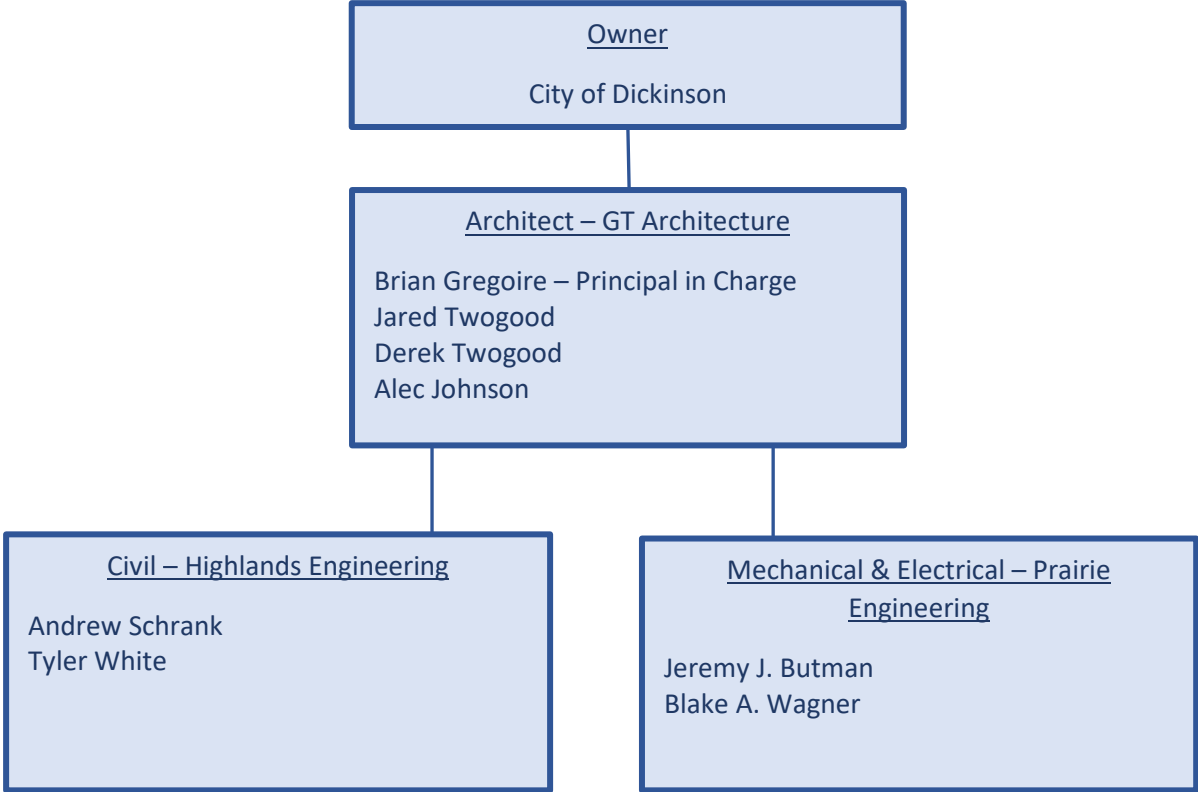 Owner
City of Dickinson
Architect – GT Architecture
Brian Gregoire – Principal in Charge
Jared Twogood
Derek Twogood
Alec Johnson
Civil – Highlands Engineering
Andrew Schrank
Tyler White
Mechanical & Electrical – Prairie
Engineering
Jeremy J. Butman
Blake A. Wagner